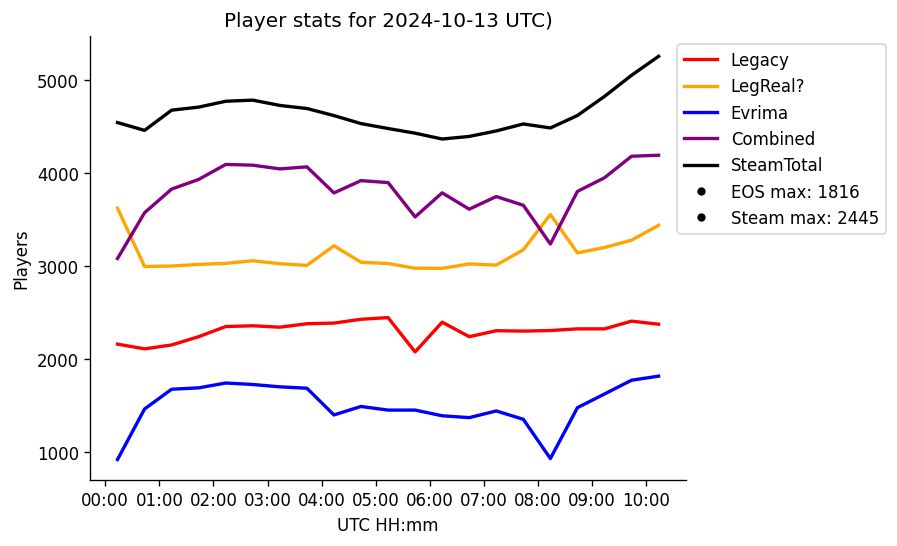 Player stats for 2024-10-13 UTC)
Players
5000
4000
3000
2000
1000
00:00 01:00 02:00 03:00 04:00 05:00 06:00 07:00 08:00 09:00 10:00
UTC HH:mm
Legacy
LegReal?
Evrima
Combined
SteamTotal
EOS max: 1816
Steam max: 2445